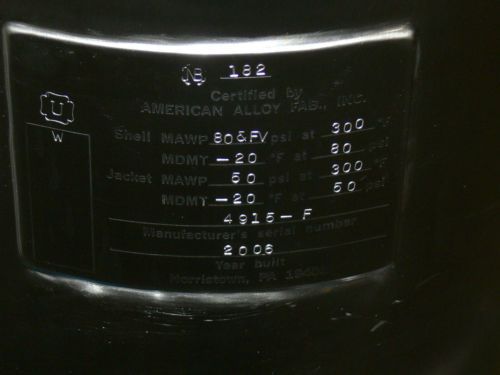 NB 182
Certified by
AMERICAN ALLOY FAB., INC.
U
W
Shell MAWP 80&FV psi at 300 °F
MDMT -20 °F at 80 psi
Jacket MAWP 50 psi at 300 °F
MDMT -20 °F at 50 psi
4915-F
Manufacturer's serial number
2006
Year built
Norristown, PA